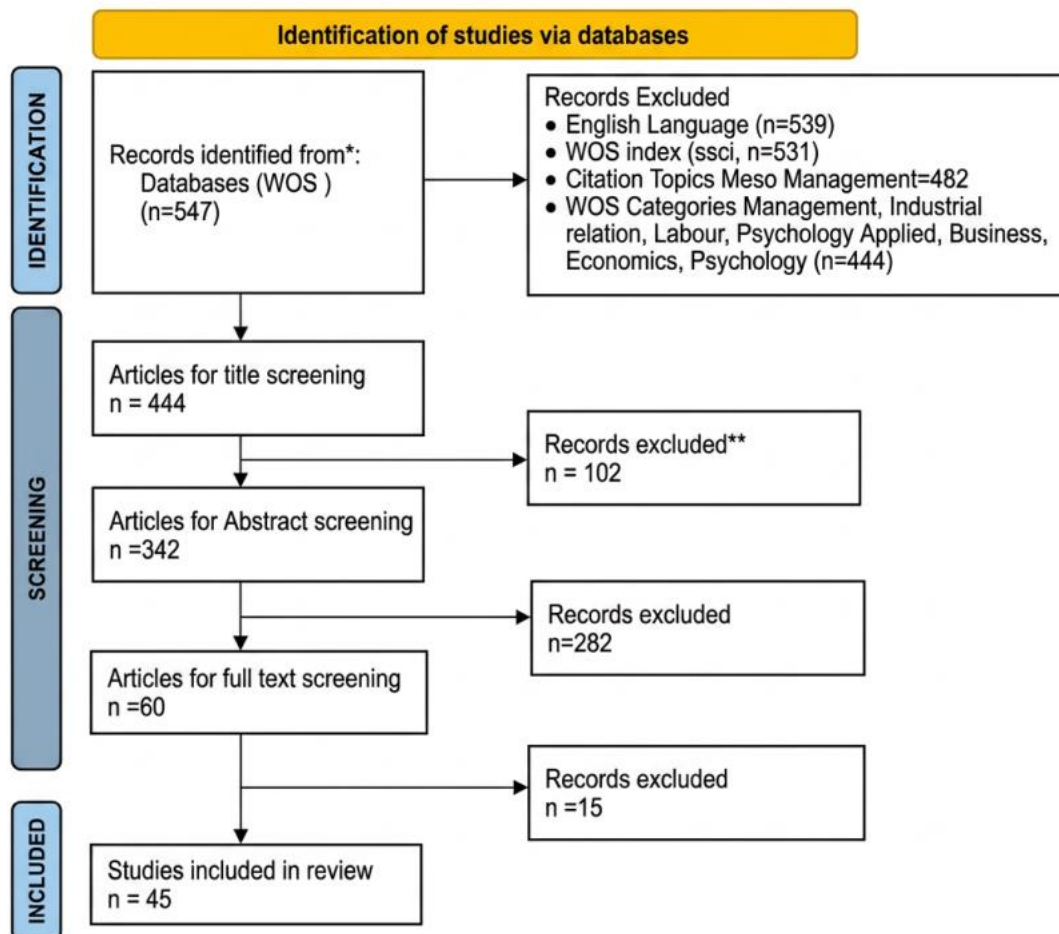 Identification of studies via databases
IDENTIFICATION
Records identified from*:
Databases (WOS )
(n=547)
Records Excluded
• English Language (n=539)
• WOS index (ssci, n=531)
• Citation Topics Meso Management=482
• WOS Categories Management, Industrial
relation, Labour, Psychology Applied, Business,
Economics, Psychology (n=444)
SCREENING
Articles for title screening
n = 444
Records excluded**
n = 102
Articles for Abstract screening
n =342
Records excluded
n=282
Articles for full text screening
n =60
Records excluded
n =15
INCLUDED
Studies included in review
n = 45